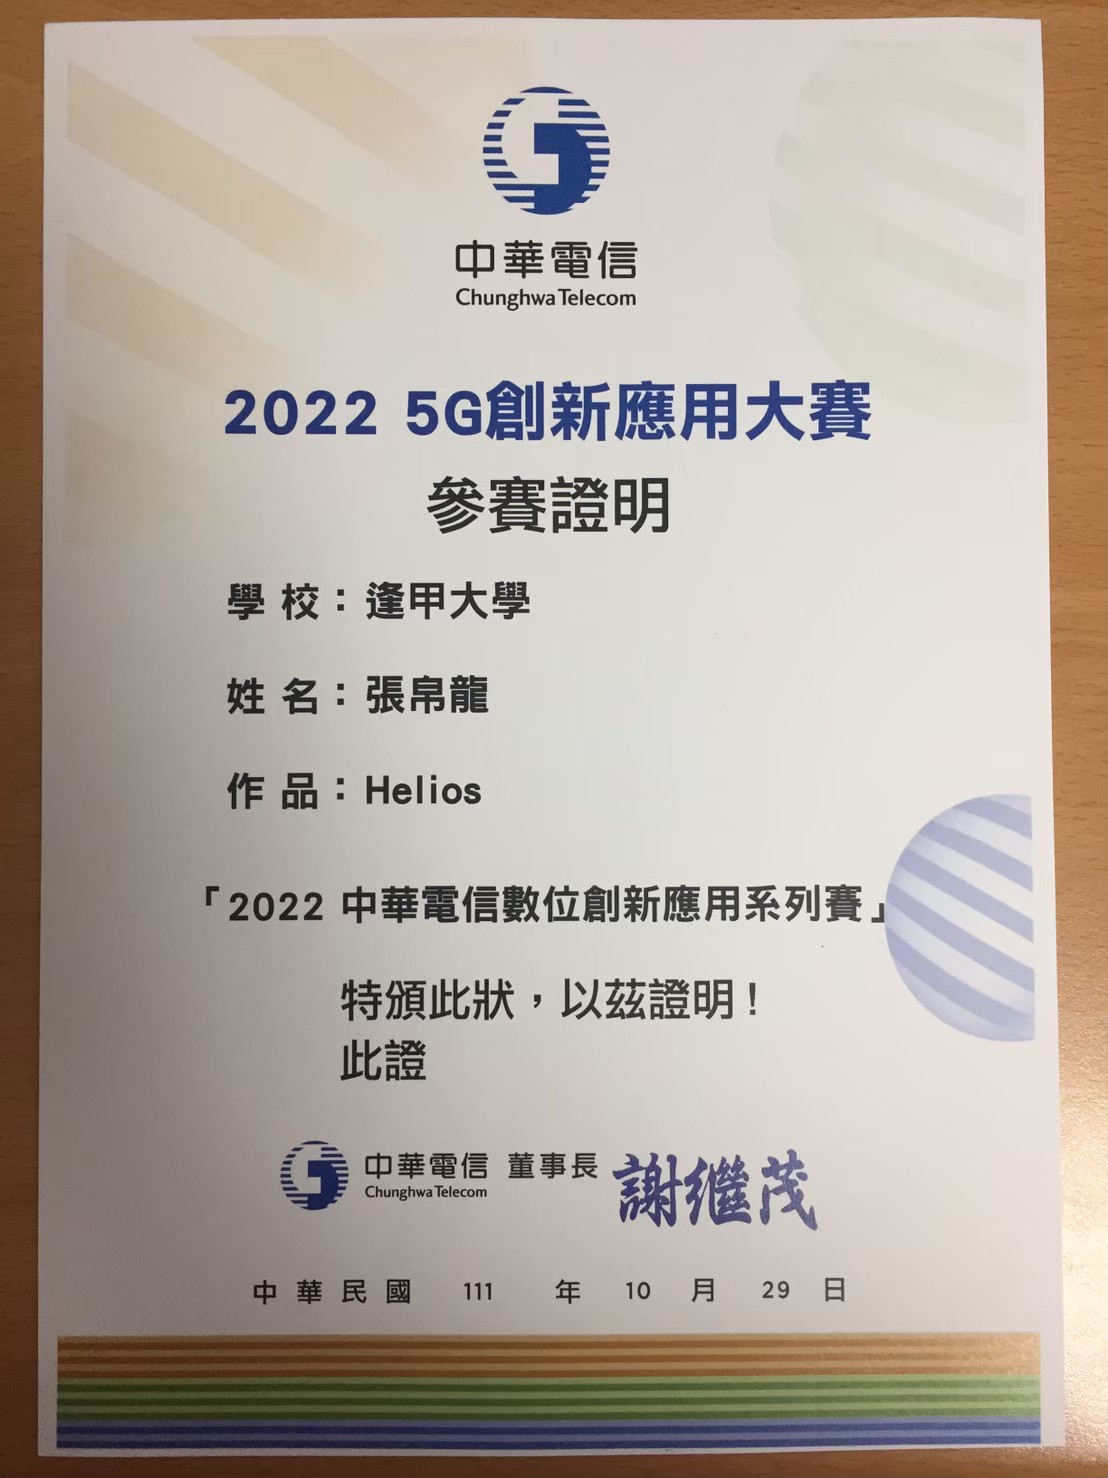 中華電信
Chunghwa Telecom
2022 5G創新應用大賽
參賽證明
學 校：逢甲大學
姓 名：張帛龍
作 品：Helios
「2022 中華電信數位創新應用系列賽」
特頒此狀，以茲證明！
此證
中華電信 董事長 謝繼茂
Chunghwa Telecom
中 華 民 國 111 年 10 月 29 日